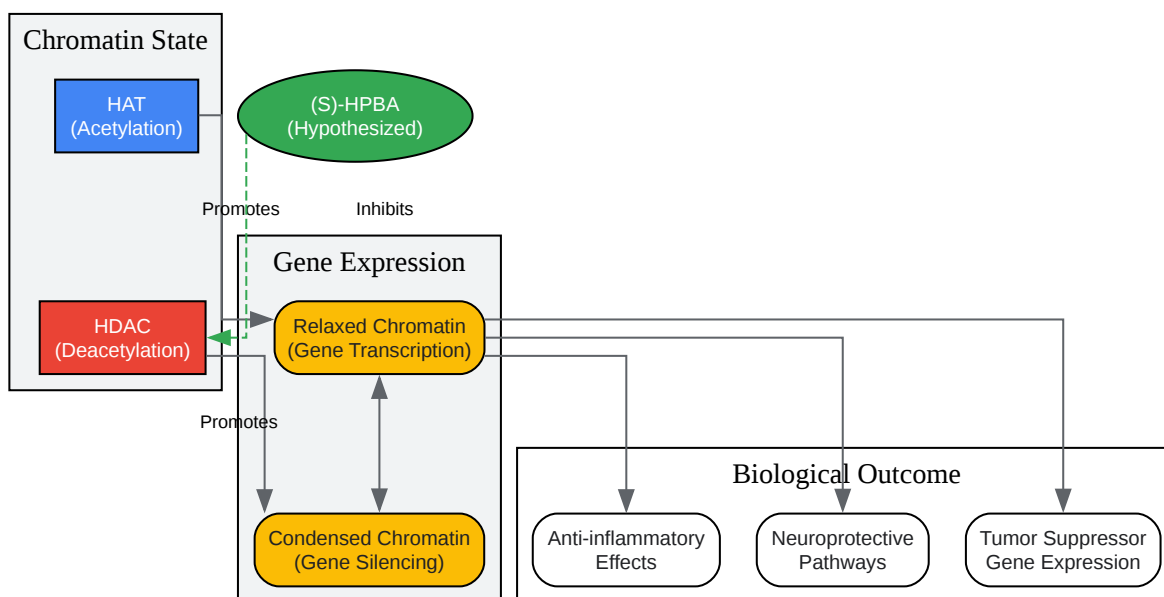 Chromatin State
HAT
(Acetylation)
(S)-HPBA
(Hypothesized)
Promotes
Inhibits
Gene Expression
HDAC
(Deacetylation)
Relaxed Chromatin
(Gene Transcription)
Promotes
Biological Outcome
Condensed Chromatin
(Gene Silencing)
Anti-inflammatory
Effects
Neuroprotective
Pathways
Tumor Suppressor
Gene Expression